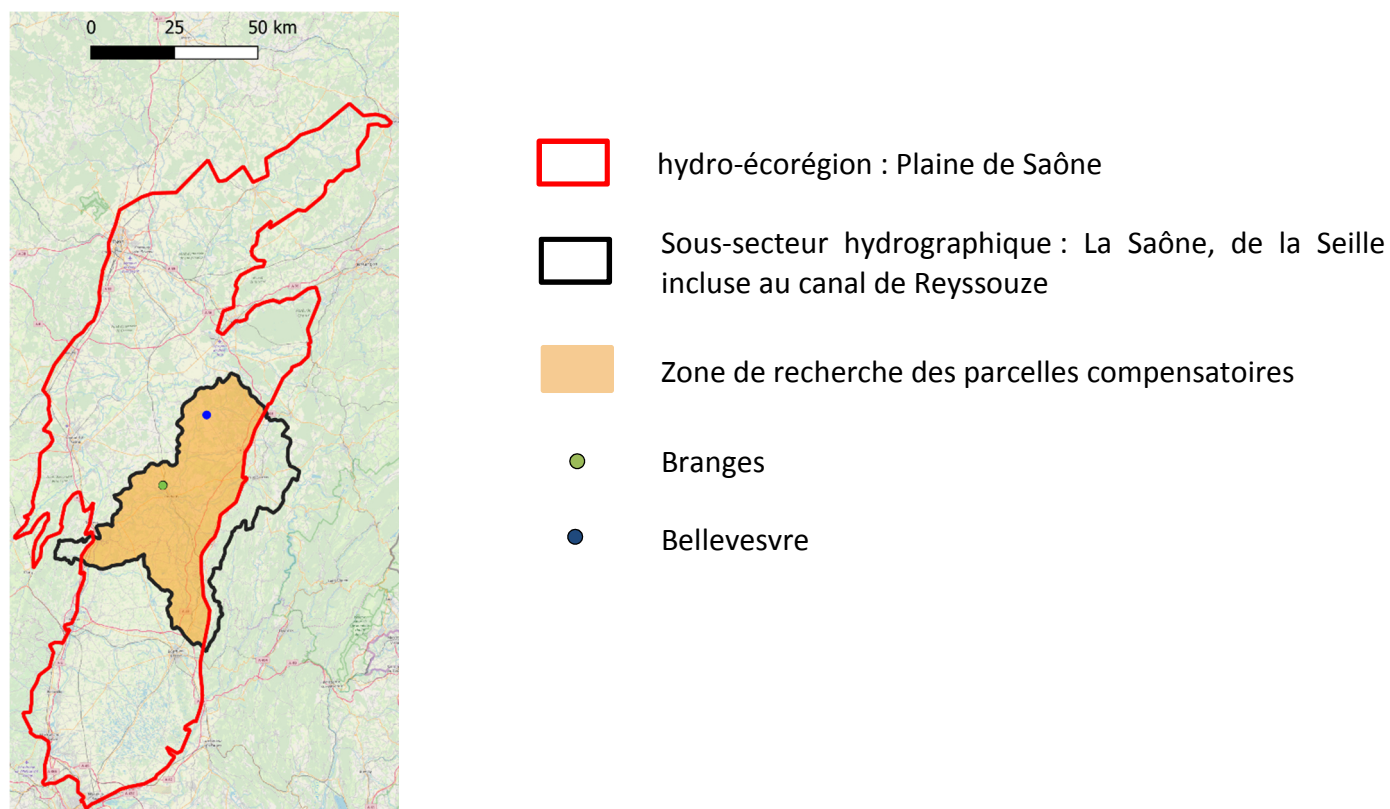 0 25 50 km
hydro-écorégion : Plaine de Saône
Sous-secteur hydrographique : La Saône, de la Seille
incluse au canal de Reyssouze
Zone de recherche des parcelles compensatoires
Branges
Bellevesvre